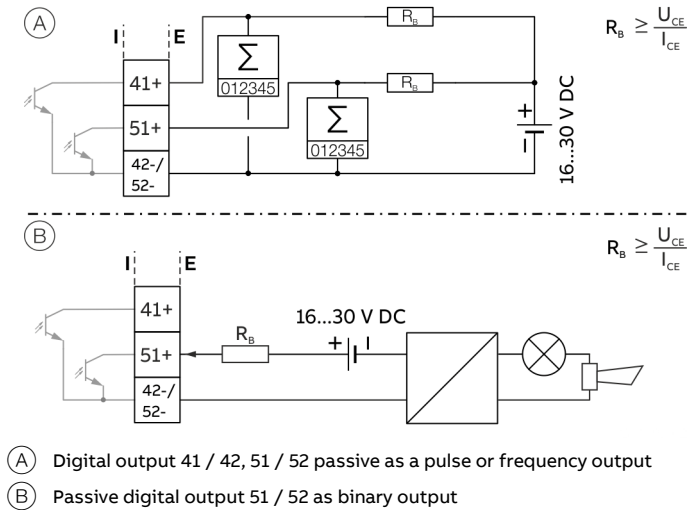 A
I E
R_B
R_B ≥ U_CE / I_CE
41+
Σ
012345
R_B
51+
Σ
012345
+
16...30 V DC
42-/
52-
B
I E
R_B ≥ U_CE / I_CE
41+
16...30 V DC
R_B
+
51+
42-/
52-
A Digital output 41 / 42, 51 / 52 passive as a pulse or frequency output
B Passive digital output 51 / 52 as binary output